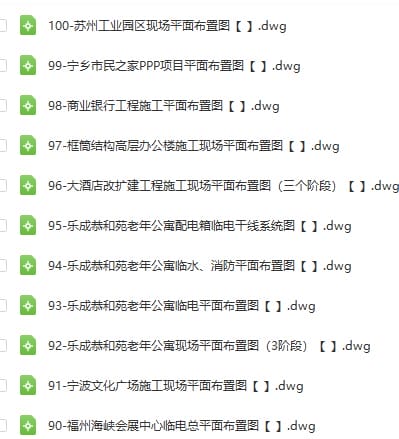 100-苏州工业园区现场平面布置图【 】.dwg
99-宁乡市民之家PPP项目平面布置图【 】.dwg
98-商业银行工程施工平面布置图【 】.dwg
97-框筒结构高层办公楼施工现场平面布置图【 】.dwg
96-大酒店改扩建工程施工现场平面布置图（三个阶段）【 】.dwg
95-乐成恭和苑老年公寓配电箱临电干线系统图【 】.dwg
94-乐成恭和苑老年公寓临水、消防平面布置图【 】.dwg
93-乐成恭和苑老年公寓临电平面布置图【 】.dwg
92-乐成恭和苑老年公寓现场平面布置图（3阶段）【 】.dwg
91-宁波文化广场施工现场平面布置图【 】.dwg
90-福州海峡会展中心临电总平面布置图【 】.dwg